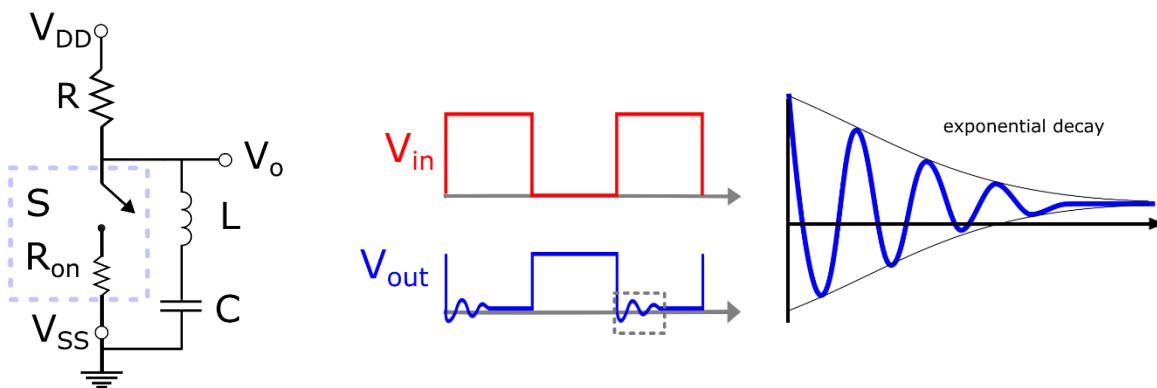 V_DD
R
V_o
S
L
R_on
C
V_SS
V_in
V_out
exponential decay